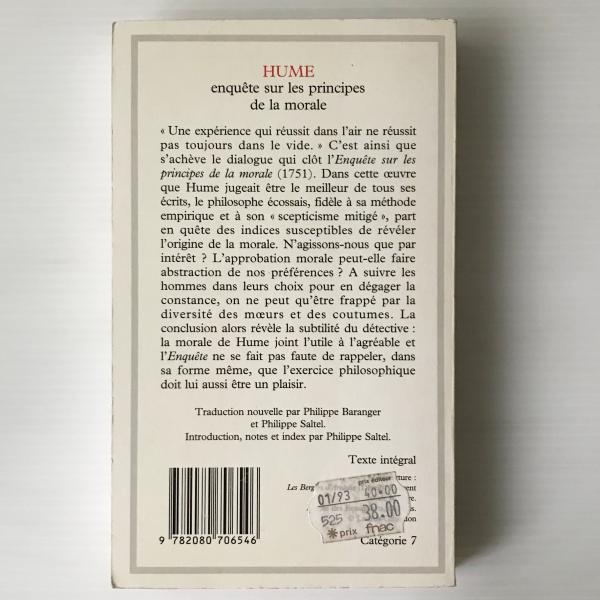 HUME
enquête sur les principes
de la morale
« Une expérience qui réussit dans l'air ne réussit
pas toujours dans le vide. » C'est ainsi que
s'achève le dialogue qui clôt l'Enquête sur les
principes de la morale (1751). Dans cette œuvre
que Hume jugeait être le meilleur de tous ses
écrits, le philosophe écossais, fidèle à sa méthode
empirique et à son « scepticisme mitigé », part
en quête des indices susceptibles de révéler
l'origine de la morale. N'agissons-nous que par
intérêt ? L'approbation morale peut-elle faire
abstraction de nos préférences ? A suivre les
hommes dans leurs choix pour en dégager la
constance, on ne peut qu'être frappé par la
diversité des mœurs et des coutumes. La
conclusion alors révèle la subtilité du détective :
la morale de Hume joint l'utile à l'agréable et
l'Enquête ne se fait pas faute de rappeler, dans
sa forme même, que l'exercice philosophique
doit lui aussi être un plaisir.
Traduction nouvelle par Philippe Baranger
et Philippe Saltel.
Introduction, notes et index par Philippe Saltel.
Texte intégral
Les
prix éditeur
01/93 40.00
525 38.00
prix fnac
9 782080 706546
Catégorie 7